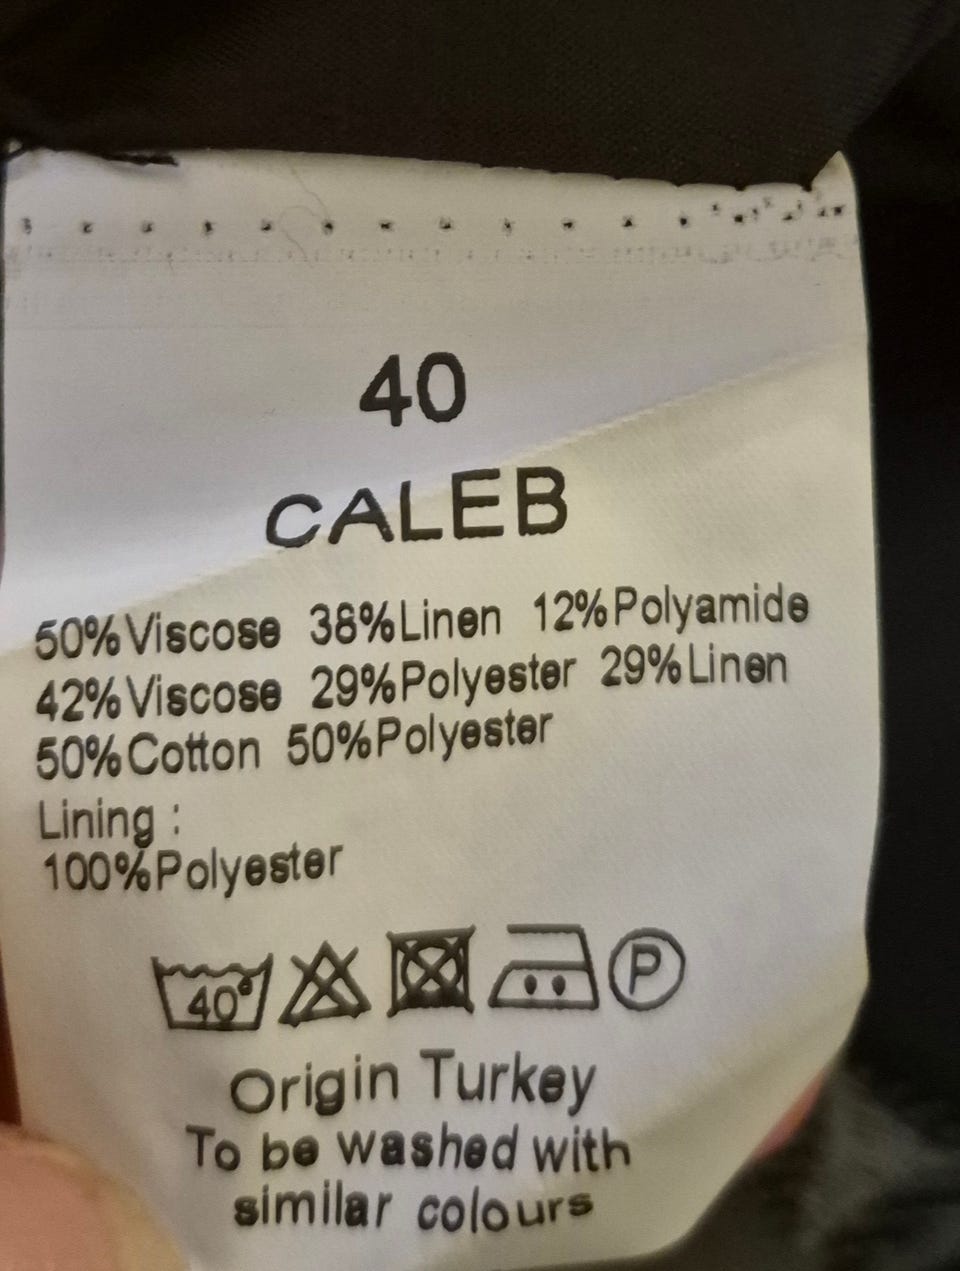 40
CALEB
50%Viscose 38%Linen 12%Polyamide
42%Viscose 29%Polyester 29%Linen
50%Cotton 50%Polyester
Lining :
100%Polyester
40° P
Origin Turkey
To be washed with
similar colours